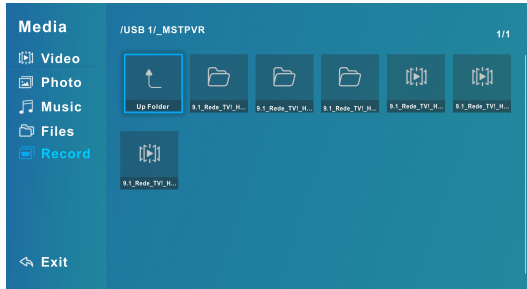 Media
/USB 1/_MSTPVR
1/1
Video
Photo
Music
Files
Record
Exit
Up Folder
9.1_Rede_TV!_H...
9.1_Rede_TV!_H...
9.1_Rede_TV!_H...
9.1_Rede_TV!_H...
9.1_Rede_TV!_H...
9.1_Rede_TV!_H...